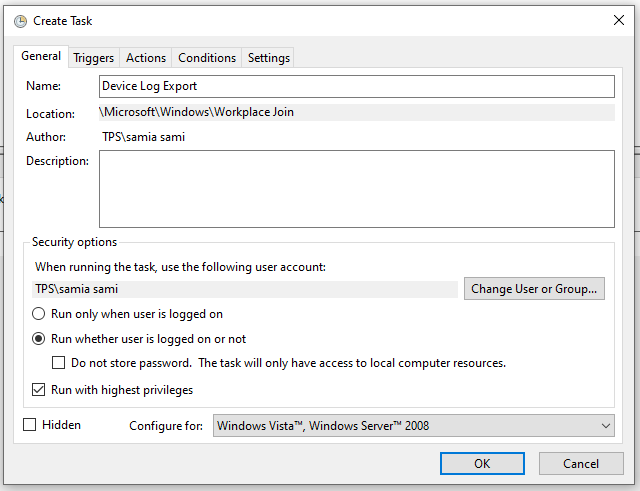 Create Task
General Triggers Actions Conditions Settings
Name: Device Log Export
Location: \Microsoft\Windows\Workplace Join
Author: TPS\samia sami
Description:
Security options
When running the task, use the following user account:
TPS\samia sami Change User or Group...
Run only when user is logged on
Run whether user is logged on or not
Do not store password. The task will only have access to local computer resources.
Run with highest privileges
Hidden Configure for: Windows Vista™, Windows Server™ 2008
OK Cancel